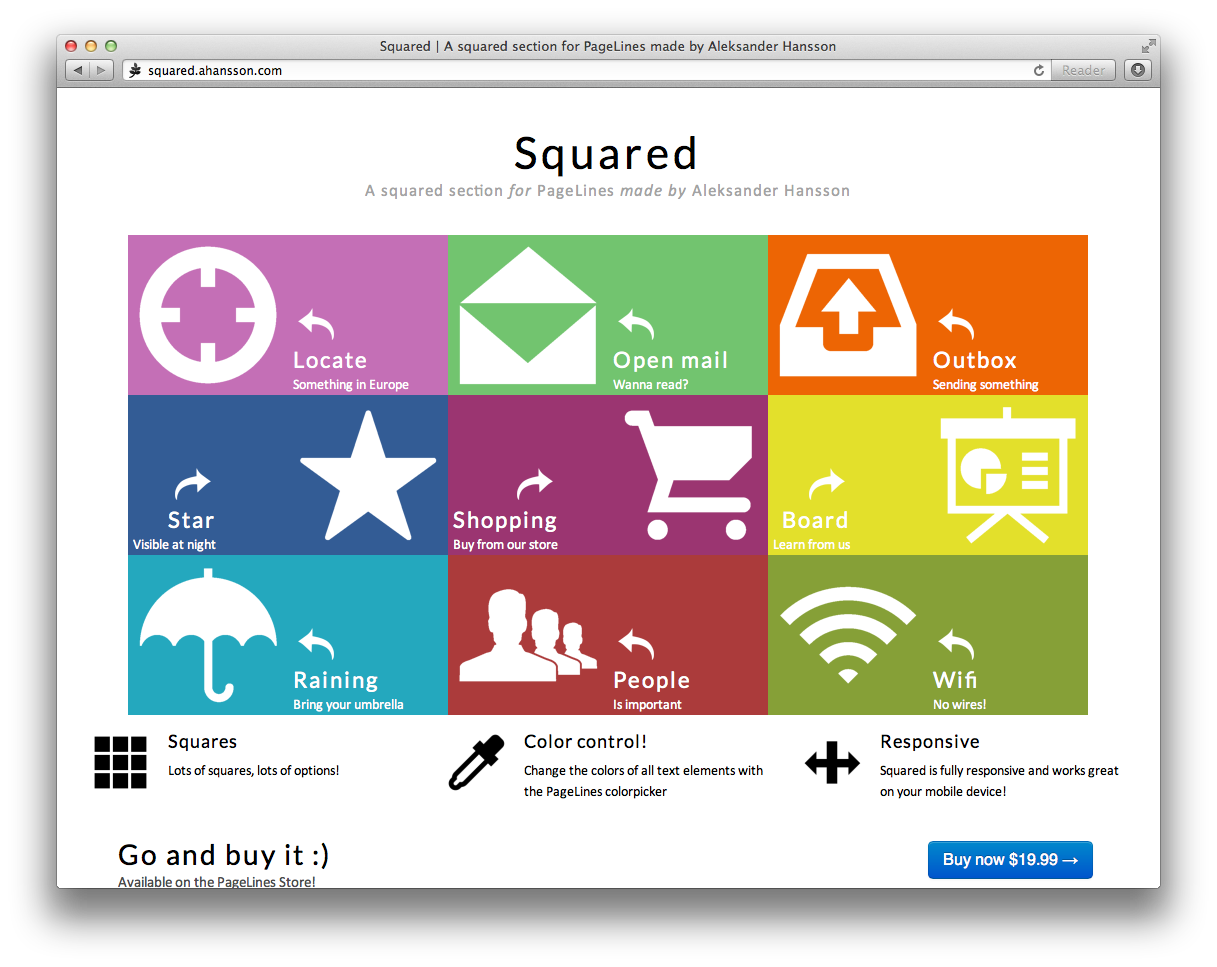 Squared | A squared section for PageLines made by Aleksander Hansson
squared.ahansson.com
Reader
Squared
A squared section for PageLines made by Aleksander Hansson
Locate
Something in Europe
Open mail
Wanna read?
Outbox
Sending something
Star
Visible at night
Shopping
Buy from our store
Board
Learn from us
Raining
Bring your umbrella
People
Is important
Wifi
No wires!
Squares
Lots of squares, lots of options!
Color control!
Change the colors of all text elements with
the PageLines colorpicker
Responsive
Squared is fully responsive and works great
on your mobile device!
Go and buy it :)
Available on the PageLines Store!
Buy now $19.99 →